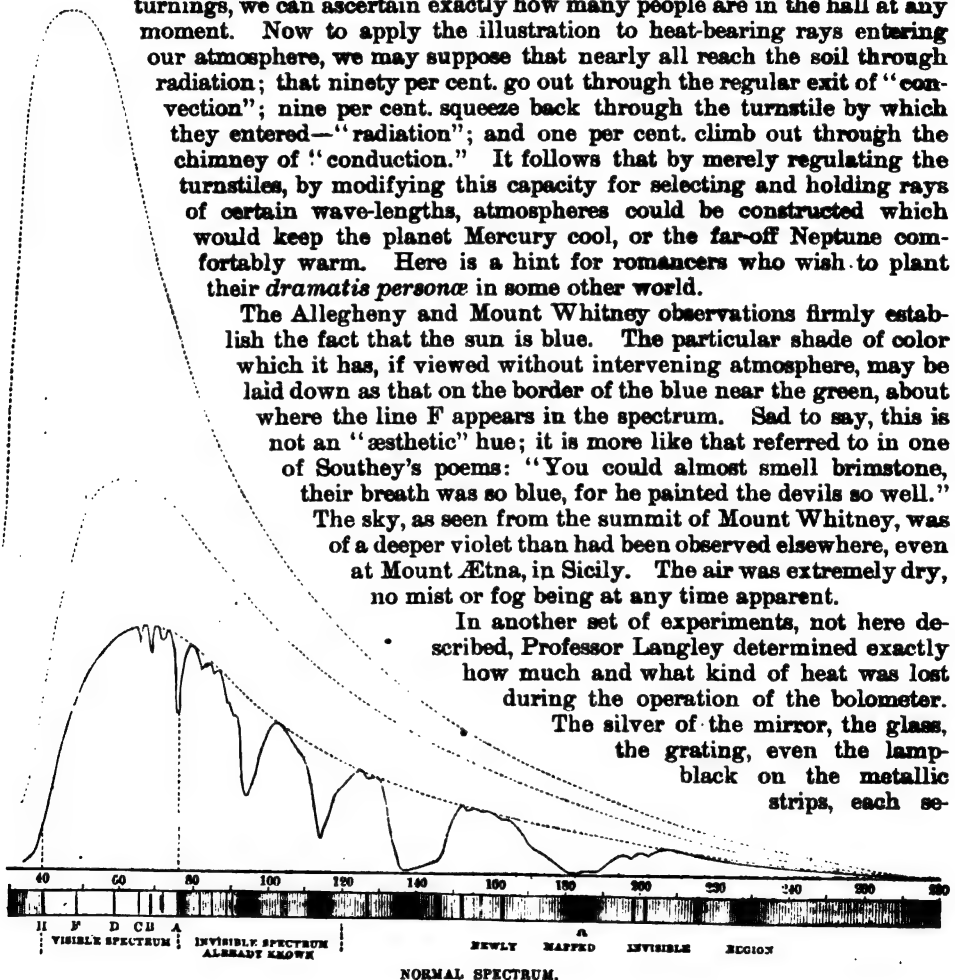 turnings, we can ascertain exactly how many people are in the hall at any
moment. Now to apply the illustration to heat-bearing rays entering
our atmosphere, we may suppose that nearly all reach the soil through
radiation; that ninety per cent. go out through the regular exit of "con-
vection"; nine per cent. squeeze back through the turnstile by which
they entered—"radiation"; and one per cent. climb out through the
chimney of "conduction." It follows that by merely regulating the
turnstiles, by modifying this capacity for selecting and holding rays
of certain wave-lengths, atmospheres could be constructed which
would keep the planet Mercury cool, or the far-off Neptune com-
fortably warm. Here is a hint for romancers who wish to plant
their dramatis personæ in some other world.
The Allegheny and Mount Whitney observations firmly estab-
lish the fact that the sun is blue. The particular shade of color
which it has, if viewed without intervening atmosphere, may be
laid down as that on the border of the blue near the green, about
where the line F appears in the spectrum. Sad to say, this is
not an "æsthetic" hue; it is more like that referred to in one
of Southey's poems: "You could almost smell brimstone,
their breath was so blue, for he painted the devils so well."
The sky, as seen from the summit of Mount Whitney, was
of a deeper violet than had been observed elsewhere, even
at Mount Ætna, in Sicily. The air was extremely dry,
no mist or fog being at any time apparent.
In another set of experiments, not here de-
scribed, Professor Langley determined exactly
how much and what kind of heat was lost
during the operation of the bolometer.
The silver of the mirror, the glass,
the grating, even the lamp-
black on the metallic
strips, each se-
40 60 80 100 120 140 160 180 200 220 240 260 280
H F D C B A Ω
VISIBLE SPECTRUM INVISIBLE SPECTRUM NEWLY MAPPED INVISIBLE REGION
ALREADY KNOWN
NORMAL SPECTRUM.